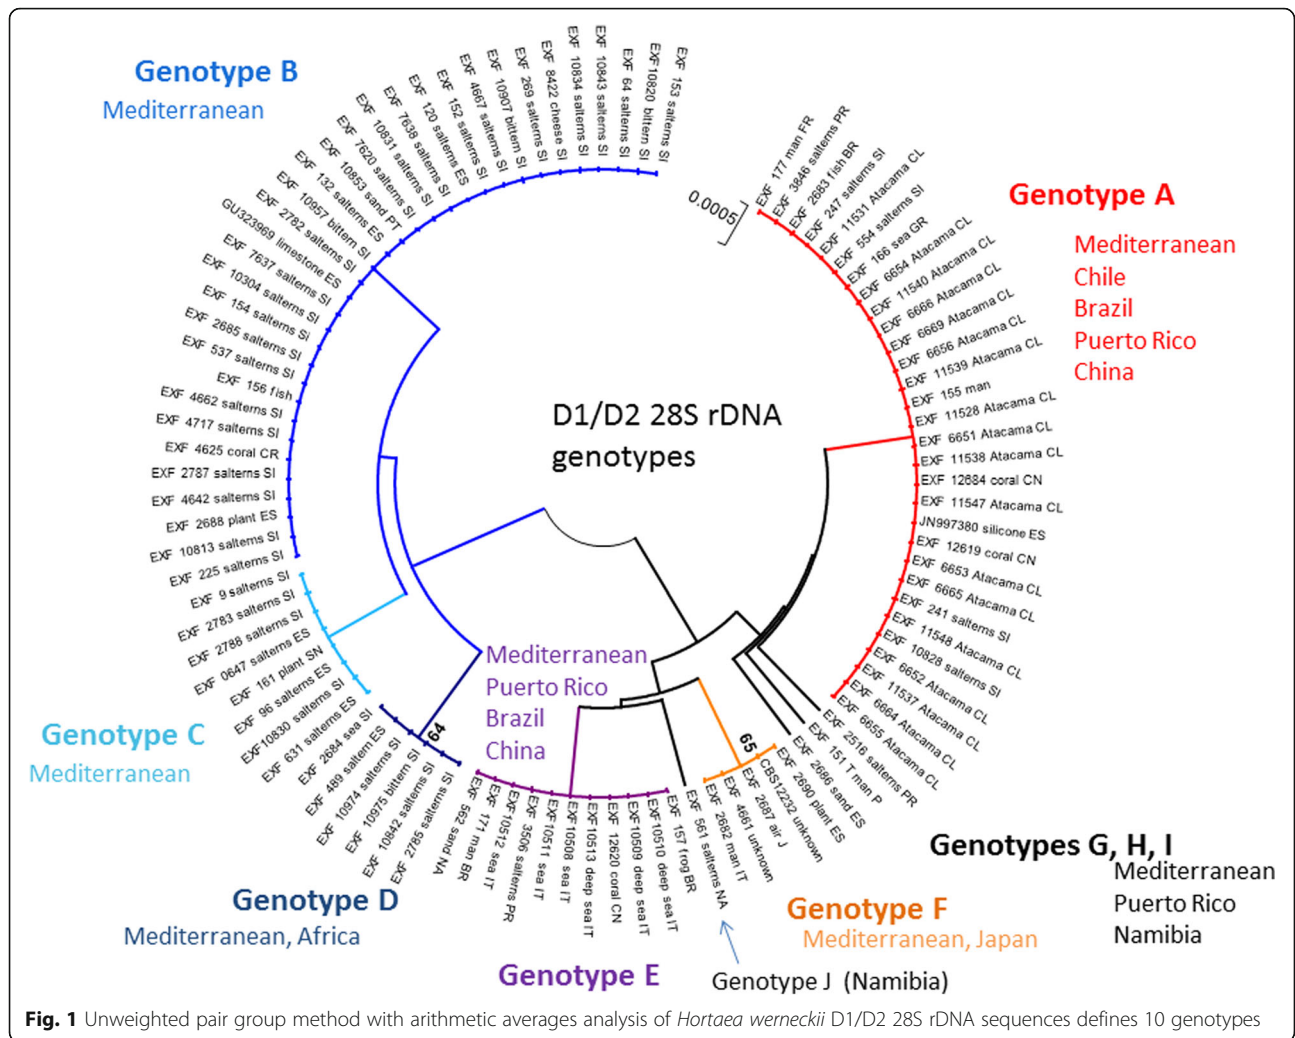 Genotype B
Mediterranean
EXF 153 salterns SI
EXF10820 bittern SI
EXF 64 salterns SI
EXF 10843 salterns SI
EXF 10834 salterns SI
EXF 8422 cheese SI
EXF 269 salterns SI
EXF 10907 bittern SI
EXF 4667 salterns SI
EXF 152 salterns SI
EXF 120 salterns ES
EXF 7638 salterns SI
EXF 10831 salterns SI
EXF 7620 salterns SI
EXF 10853 sand PT
EXF 132 salterns ES
EXF 10957 bittern SI
EXF 2782 salterns SI
GU323969 limestone ES
EXF 7637 salterns SI
EXF 10304 salterns SI
EXF 154 salterns SI
EXF 2685 salterns SI
EXF 537 salterns SI
EXF 156 fish
EXF 4662 salterns SI
EXF 4717 salterns SI
EXF 4625 coral CR
EXF 2787 salterns SI
EXF 4642 salterns SI
EXF 2688 plant ES
EXF 10813 salterns SI
EXF 225 salterns SI
EXF 9 salterns SI
EXF 2783 salterns SI
EXF 2788 salterns SI
EXF 0647 salterns ES
EXF 161 plant SN
EXF 96 salterns ES
EXF10830 salterns SI
EXF 631 salterns ES
Genotype C
Mediterranean
EXF 2684 sea SI
EXF 489 saltern ES
EXF 10974 salterns SI
EXF 10975 bittern SI
EXF 10842 salterns SI
EXF 2785 salterns SI
64
Genotype D
Mediterranean, Africa
0.0005
EXF 177 man FR
EXF 3846 salterns PR
EXF 2683 fish BR
EXF 247 salterns SI
EXF 11531 Atacama CL
EXF 554 salterns SI
EXF 166 sea GR
EXF 6654 Atacama CL
EXF 11540 Atacama CL
EXF 6666 Atacama CL
EXF 6669 Atacama CL
EXF 6656 Atacama CL
EXF 11539 Atacama CL
EXF 155 man
EXF 11528 Atacama CL
EXF 6651 Atacama CL
EXF 11538 Atacama CL
EXF 12684 coral CN
EXF 11547 Atacama CL
JN997380 silicone ES
EXF 12619 coral CN
EXF 6653 Atacama CL
EXF 6665 Atacama CL
EXF 241 salterns SI
EXF 11548 Atacama CL
EXF 10828 salterns SI
EXF 6652 Atacama CL
EXF 11537 Atacama CL
EXF 6664 Atacama CL
EXF 6655 Atacama CL
Genotype A
Mediterranean
Chile
Brazil
Puerto Rico
China
D1/D2 28S rDNA
genotypes
Mediterranean
Puerto Rico
Brazil
China
EXF 2516 salterns PR
EXF 151 T man P
EXF 2686 sand ES
EXF 2690 plant ES
Genotypes G, H, I
Mediterranean
Puerto Rico
Namibia
65
CBS12232 unknown
EXF 2687 air J
EXF 4661 unknown
EXF 2682 man IT
Genotype F
Mediterranean, Japan
EXF 561 salterns NA
Genotype J (Namibia)
EXF 157 frog BR
EXF10510 deep sea IT
EXF10509 deep sea IT
EXF 12620 coral CN
EXF10513 deep sea IT
EXF10508 sea IT
EXF10511 sea IT
EXF 3506 salterns PR
EXF10512 sea IT
EXF 171 man BR
EXF 562 sand NA
Genotype E
Fig. 1 Unweighted pair group method with arithmetic averages analysis of Hortaea werneckii D1/D2 28S rDNA sequences defines 10 genotypes